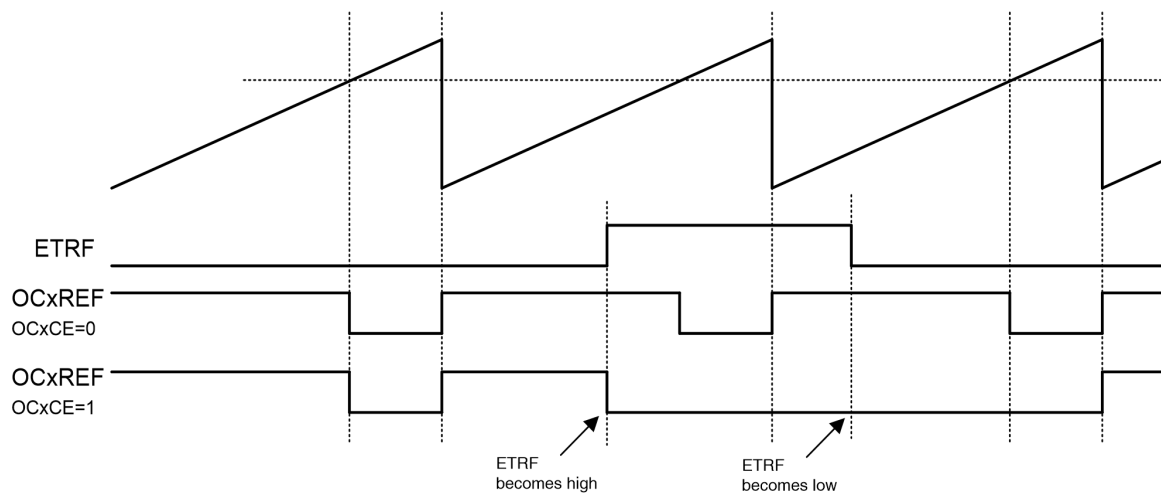 ETRF
OCxREF
OCxCE=0
OCxREF
OCxCE=1
ETRF
becomes high
ETRF
becomes low